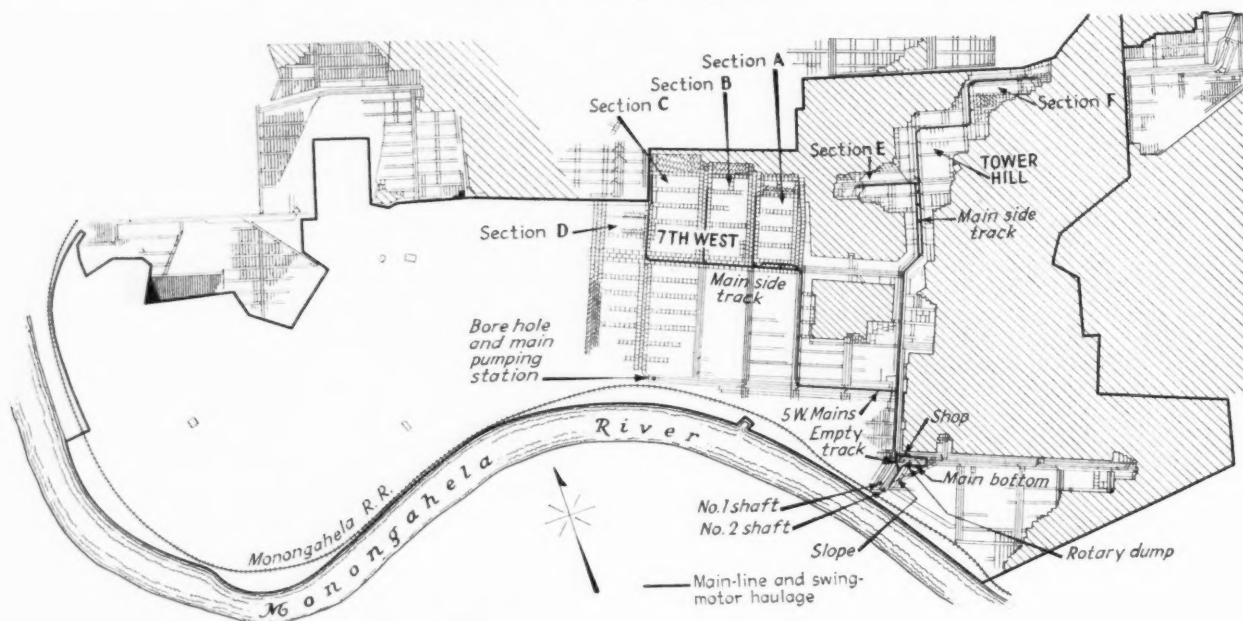 Section A
Section B
Section C
Section F
Section E
TOWER
HILL
Main side
track
Section D
7TH WEST
Main side
track
Bore hole
and main
pumping
station
5 W. Mains
Empty
track
Shop
Main bottom
No.1 shaft
No.2 shaft
Slope
Rotary dump
Monongahela R.R.
Monongahela River
Main-line and swing-
motor haulage